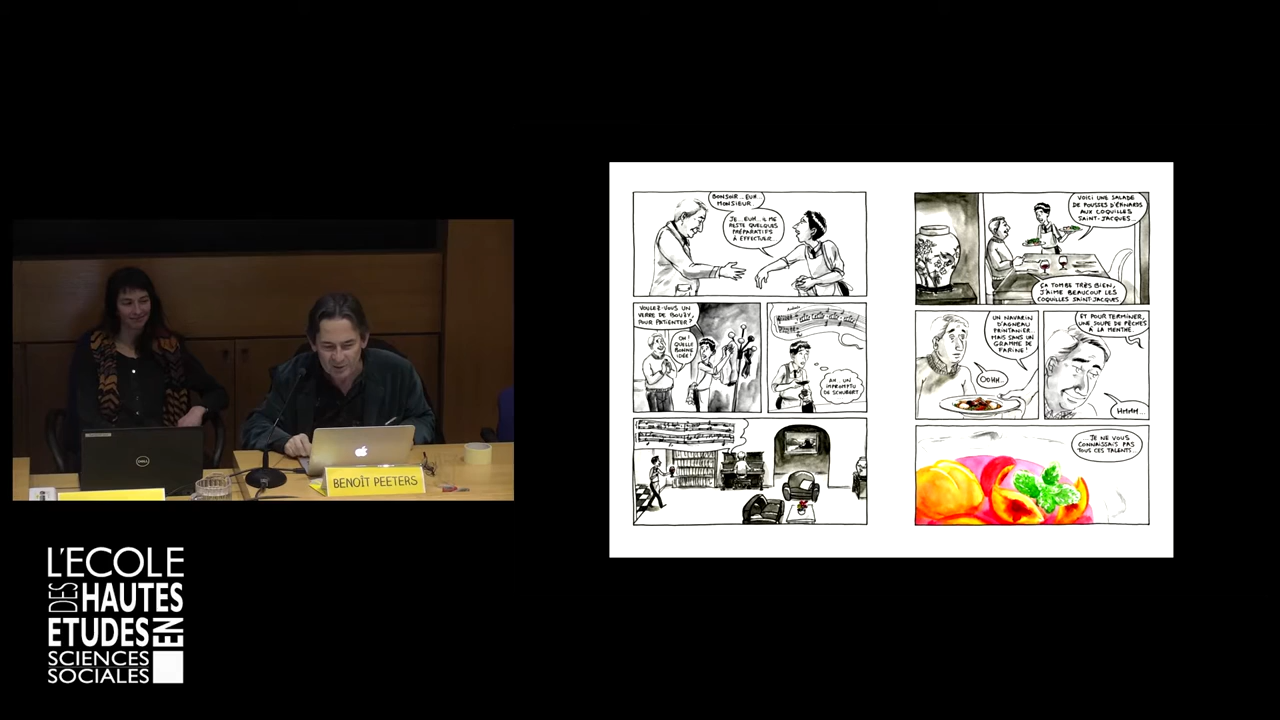 BENOÎT PEETERS
DELL
L'ECOLE
DES HAUTES
ETUDES EN
SCIENCES
SOCIALES
BONSOIR... EUH...
MONSIEUR.
JE... EUH... IL ME
RESTE QUELQUES
PRÉPARATIFS
À EFFECTUER...
VOULEZ-VOUS UN
VERRE DE BOUZY,
POUR PATIENTER?
OH!
QUELLE
BONNE
IDÉE!
Andante
AH... UN
IMPROMPTU
DE SCHUBERT
VOICI UNE SALADE
DE POUSSES D'ÉPINARDS
AUX COQUILLES
SAINT-JACQUES...
ÇA TOMBE TRÈS BIEN,
J'AIME BEAUCOUP LES
COQUILLES SAINT-JACQUES
UN NAVARIN
D'AGNEAU
PRINTANIER...
MAIS SANS UN
GRAMME DE
FARINE!
OOHH...
ET POUR TERMINER,
UNE SOUPE DE PÊCHES
À LA MENTHE
HMMM...
...JE NE VOUS
CONNAISSAIS PAS
TOUS CES TALENTS...